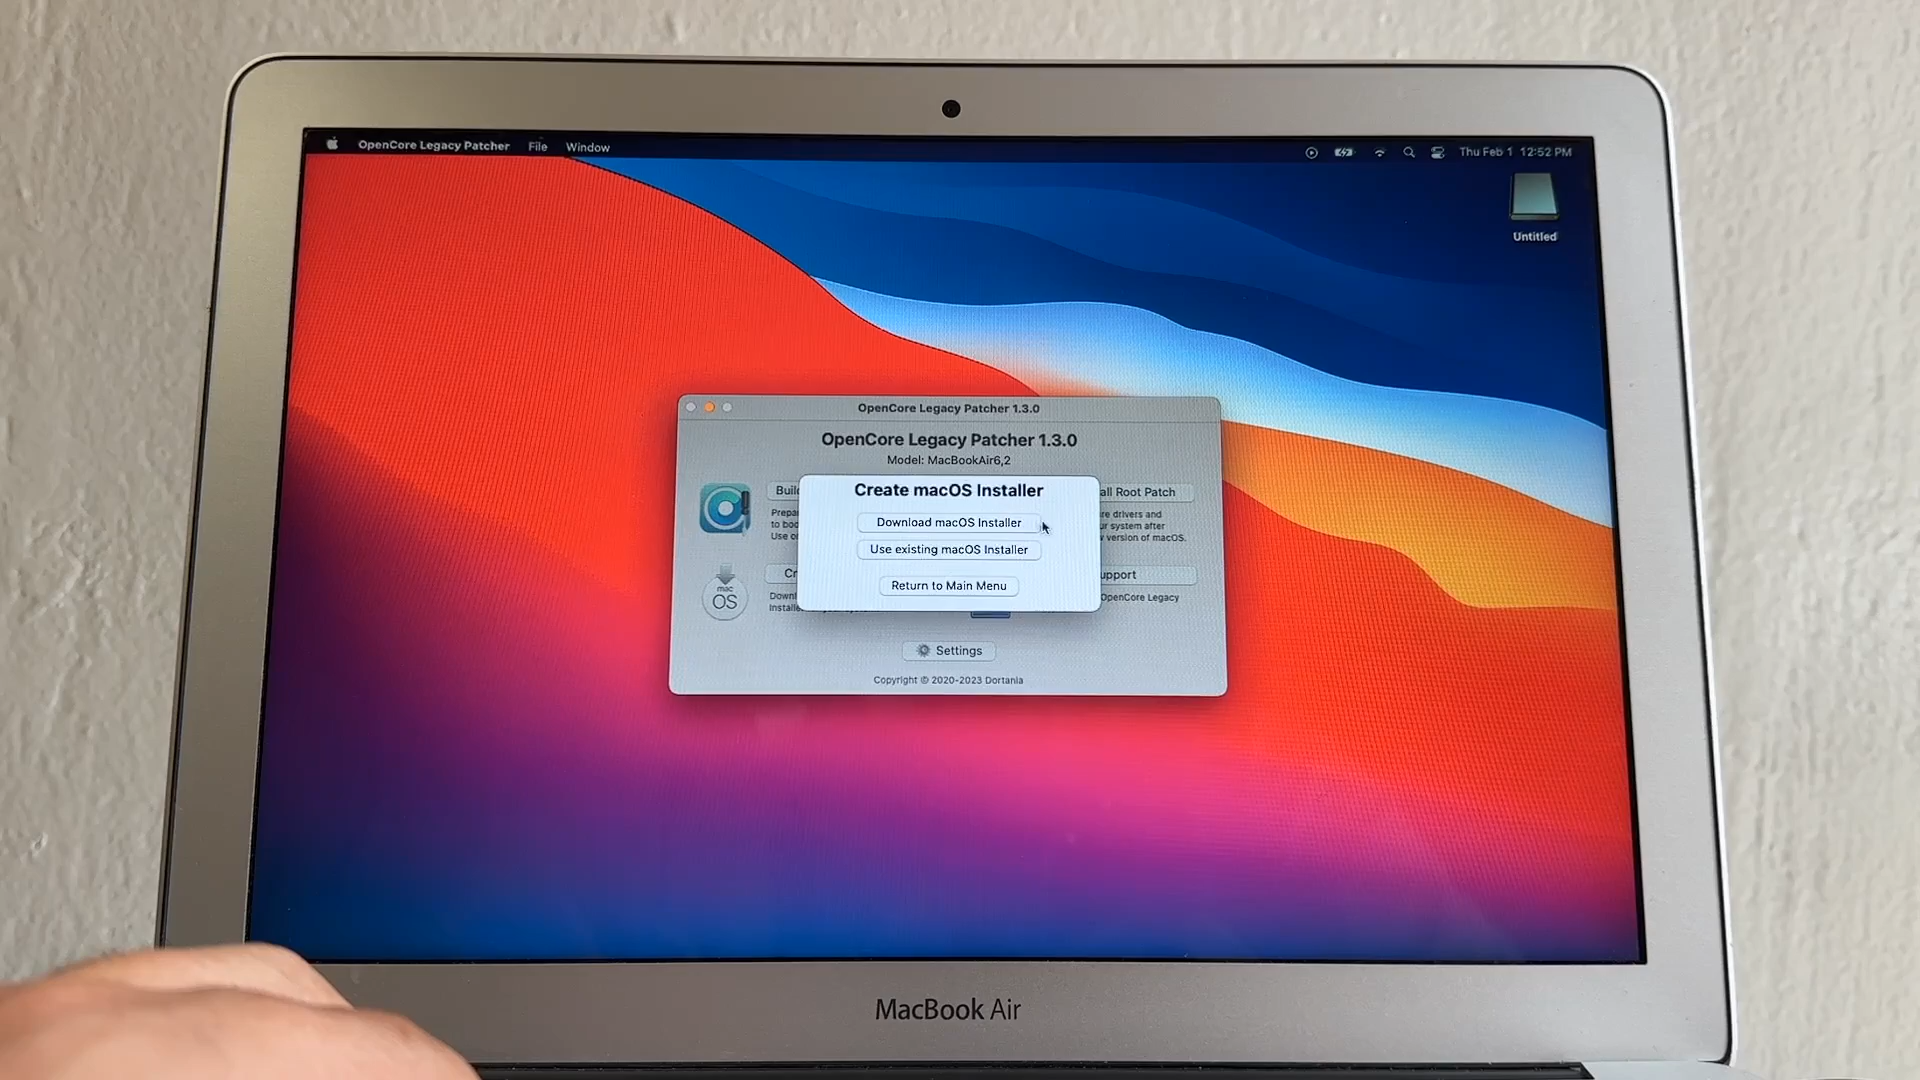 OpenCore Legacy Patcher File Window
Thu Feb 1 12:52 PM
Untitled
OpenCore Legacy Patcher 1.3.0
OpenCore Legacy Patcher 1.3.0
Model: MacBookAir6,2
Create macOS Installer
Download macOS Installer
Use existing macOS Installer
Return to Main Menu
all Root Patch
drivers and
system after
version of macOS.
to boo
Use
mac
OS
OpenCore Legacy
Settings
Copyright © 2020-2023 Dortania
MacBook Air